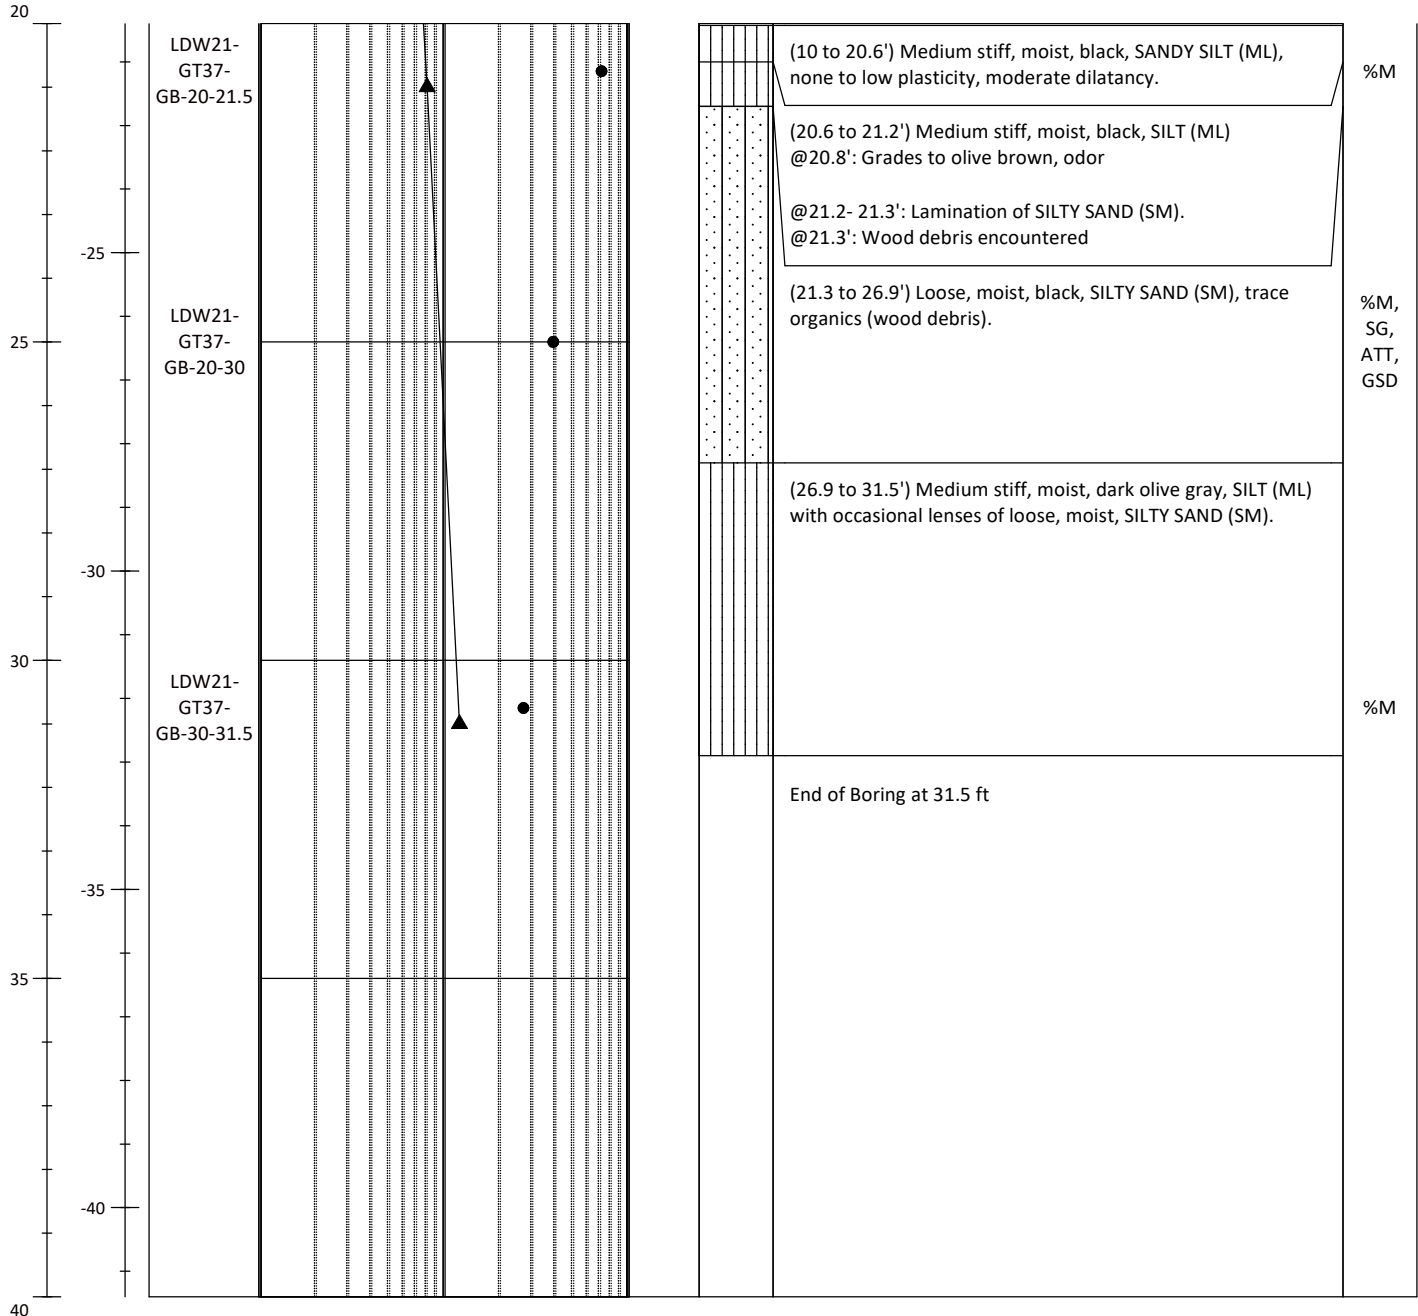 20
LDW21-
GT37-
GB-20-21.5
(10 to 20.6') Medium stiff, moist, black, SANDY SILT (ML),
none to low plasticity, moderate dilatancy.
%M
(20.6 to 21.2') Medium stiff, moist, black, SILT (ML)
@20.8': Grades to olive brown, odor
@21.2- 21.3': Lamination of SILTY SAND (SM).
@21.3': Wood debris encountered
-25
(21.3 to 26.9') Loose, moist, black, SILTY SAND (SM), trace
organics (wood debris).
LDW21-
GT37-
GB-20-30
25
%M,
SG,
ATT,
GSD
(26.9 to 31.5') Medium stiff, moist, dark olive gray, SILT (ML)
with occasional lenses of loose, moist, SILTY SAND (SM).
-30
30
LDW21-
GT37-
GB-30-31.5
%M
End of Boring at 31.5 ft
-35
35
-40
40